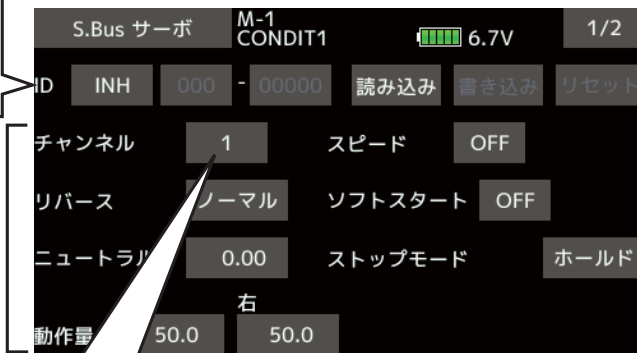 S.Bus サーボ M-1 CONDIT1 6.7V 1/2
ID INH 000 - 00000 読み込み 書き込み リセット
チャンネル 1 スピード OFF
リバース ノーマル ソフトスタート OFF
ニュートラル 0.00 ストップモード ホールド
右
動作量 50.0 50.0